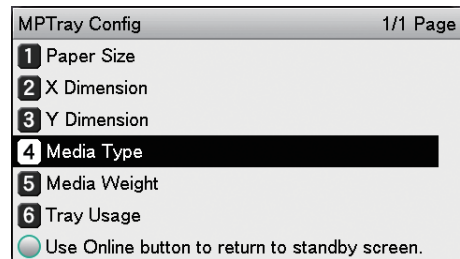 MPTray Config 1/1 Page
1 Paper Size
2 X Dimension
3 Y Dimension
4 Media Type
5 Media Weight
6 Tray Usage
Use Online button to return to standby screen.